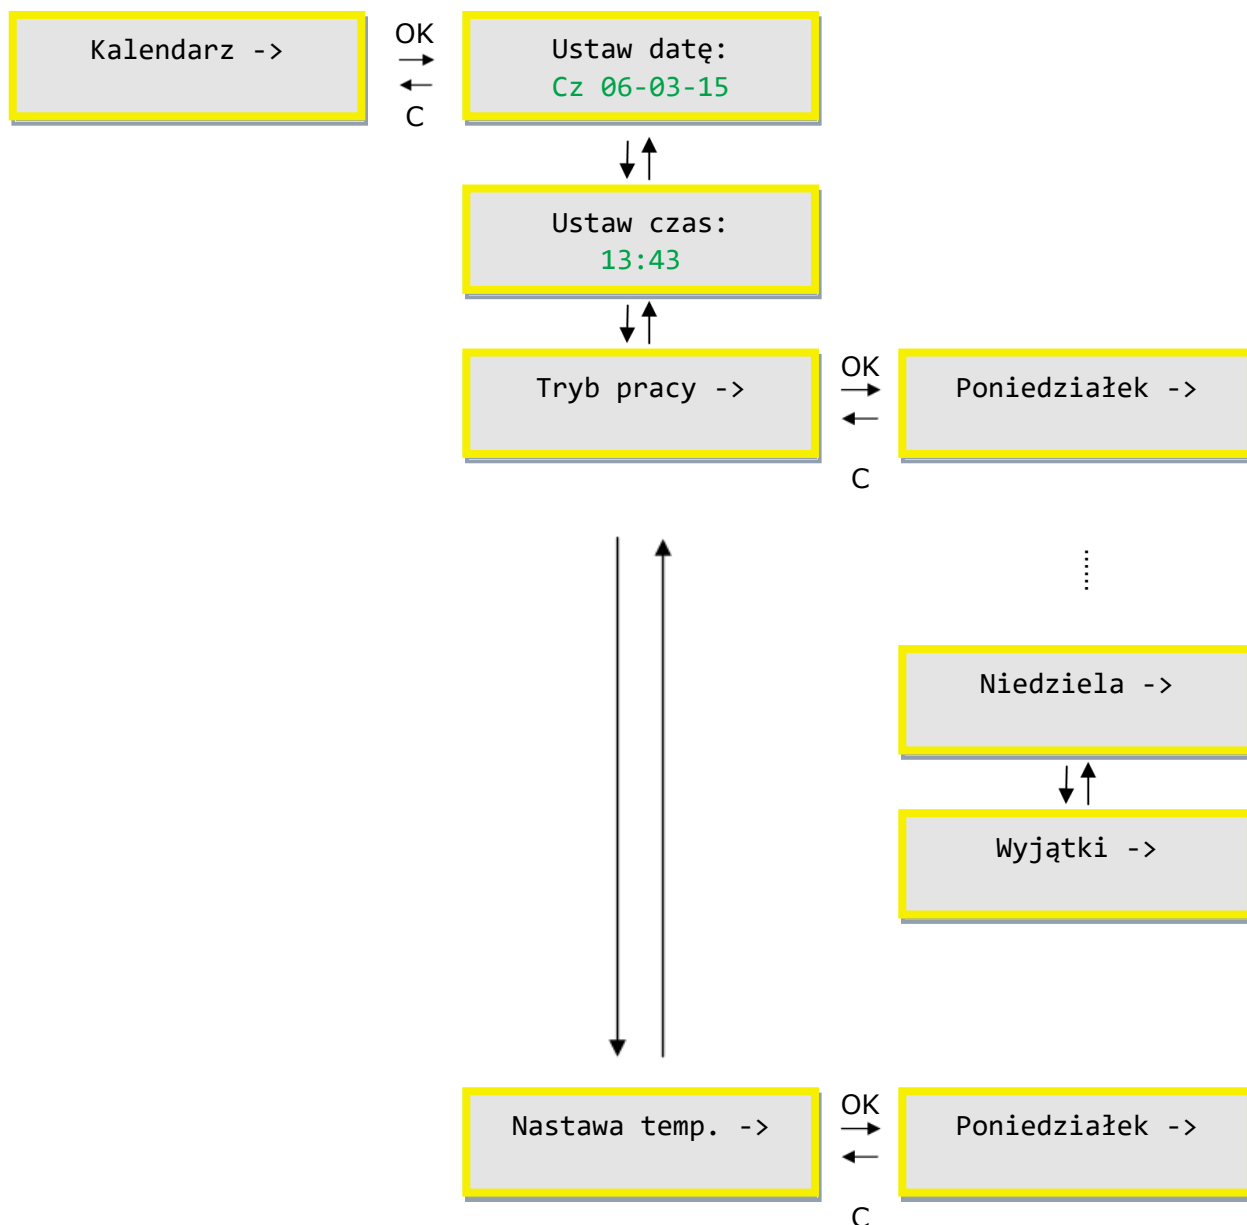 Kalendarz ->
OK
C
Ustaw datę:
Cz 06-03-15
Ustaw czas:
13:43
Tryb pracy ->
OK
C
Poniedziałek ->
Niedziela ->
Wyjątki ->
Nastawa temp. ->
OK
C
Poniedziałek ->